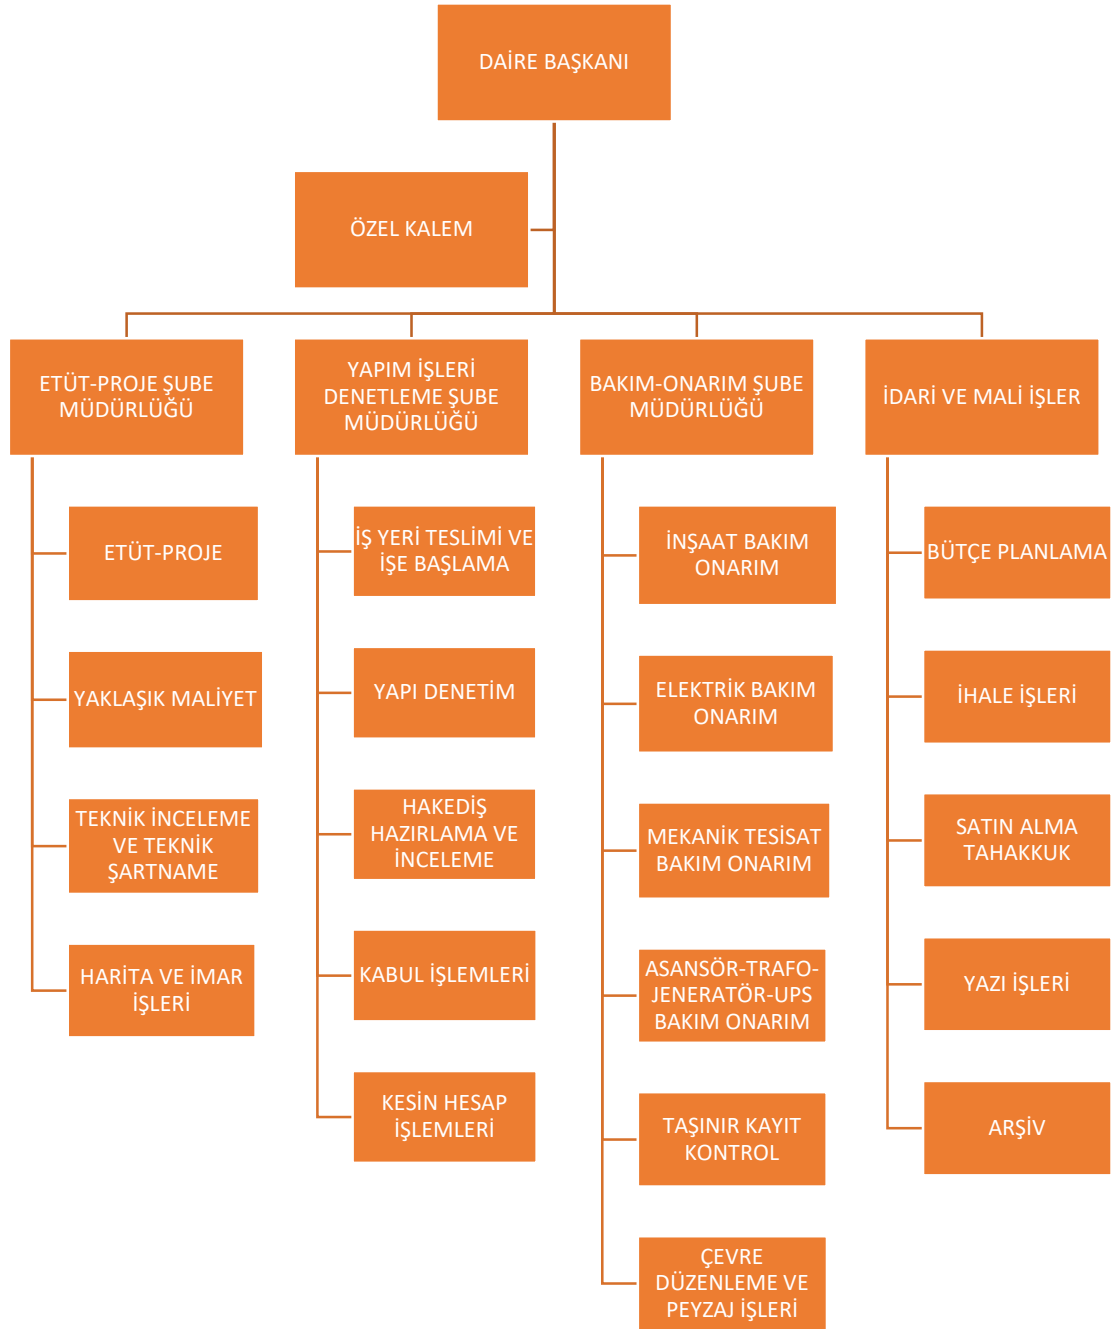 DAİRE BAŞKANI
ÖZEL KALEM
ETÜT-PROJE ŞUBE
MÜDÜRLÜĞÜ
YAPIM İŞLERİ
DENETLEME ŞUBE
MÜDÜRLÜĞÜ
BAKIM-ONARIM ŞUBE
MÜDÜRLÜĞÜ
İDARİ VE MALİ İŞLER
ETÜT-PROJE
YAKLAŞIK MALİYET
TEKNİK İNCELEME
VE TEKNİK
ŞARTNAME
HARİTA VE İMAR
İŞLERİ
İŞ YERİ TESLİMİ VE
İŞE BAŞLAMA
YAPI DENETİM
HAKEDİŞ
HAZIRLAMA VE
İNCELEME
KABUL İŞLEMLERİ
KESİN HESAP
İŞLEMLERİ
İNŞAAT BAKIM
ONARIM
ELEKTRİK BAKIM
ONARIM
MEKANİK TESİSAT
BAKIM ONARIM
ASANSÖR-TRAFO-
JENERATÖR-UPS
BAKIM ONARIM
TAŞINIR KAYIT
KONTROL
ÇEVRE
DÜZENLEME VE
PEYZAJ İŞLERİ
BÜTÇE PLANLAMA
İHALE İŞLERİ
SATIN ALMA
TAHAKKUK
YAZI İŞLERİ
ARŞİV